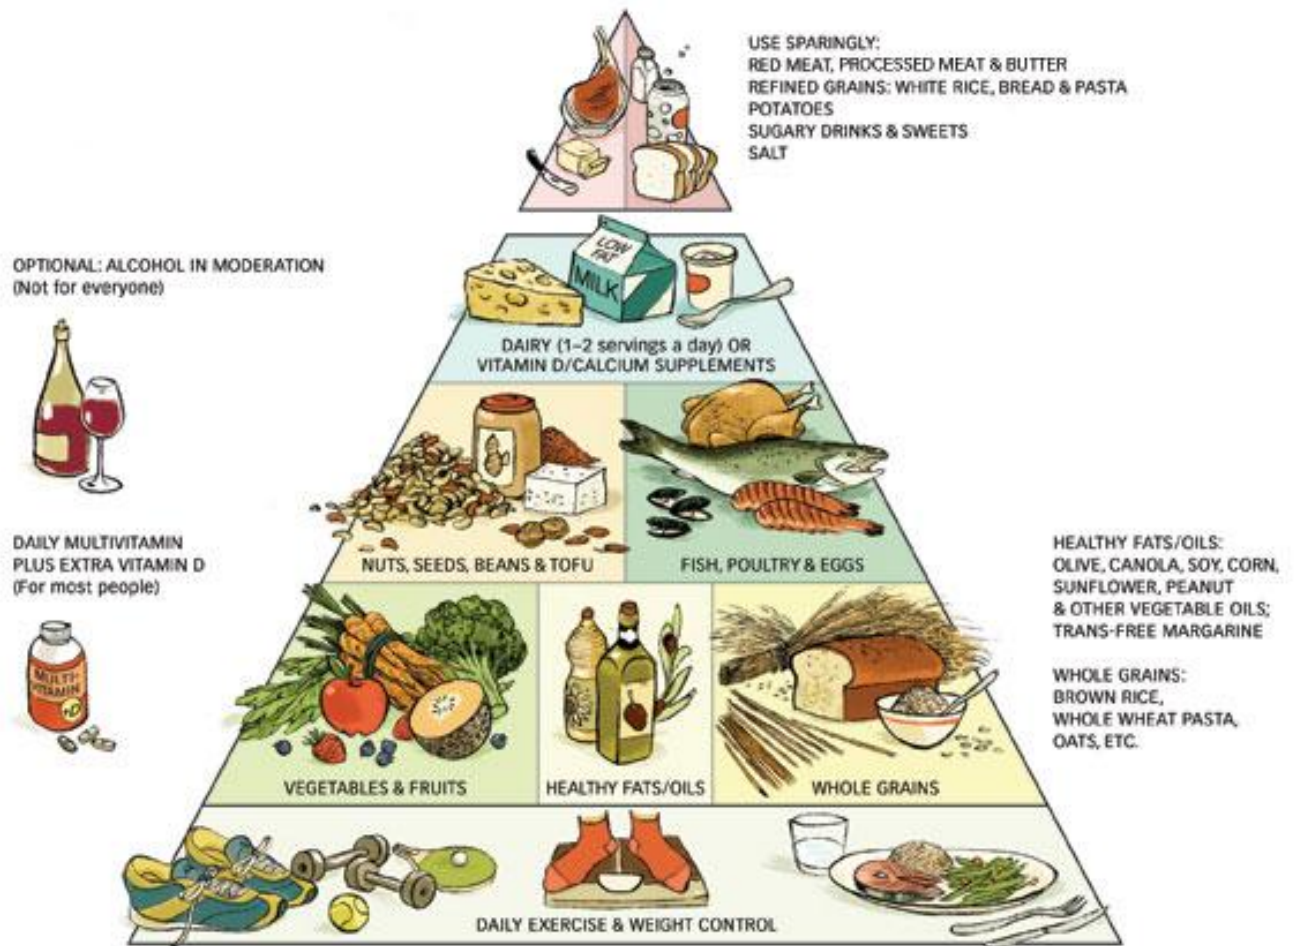 USE SPARINGLY:
RED MEAT, PROCESSED MEAT & BUTTER
REFINED GRAINS: WHITE RICE, BREAD & PASTA
POTATOES
SUGARY DRINKS & SWEETS
SALT
OPTIONAL: ALCOHOL IN MODERATION
(Not for everyone)
LOW
FAT
MILK
DAIRY (1–2 servings a day) OR
VITAMIN D/CALCIUM SUPPLEMENTS
NUTS, SEEDS, BEANS & TOFU
FISH, POULTRY & EGGS
DAILY MULTIVITAMIN
PLUS EXTRA VITAMIN D
(For most people)
MULTI-
VITAMIN
+D
HEALTHY FATS/OILS:
OLIVE, CANOLA, SOY, CORN,
SUNFLOWER, PEANUT
& OTHER VEGETABLE OILS;
TRANS-FREE MARGARINE
WHOLE GRAINS:
BROWN RICE,
WHOLE WHEAT PASTA,
OATS, ETC.
VEGETABLES & FRUITS
HEALTHY FATS/OILS
WHOLE GRAINS
DAILY EXERCISE & WEIGHT CONTROL